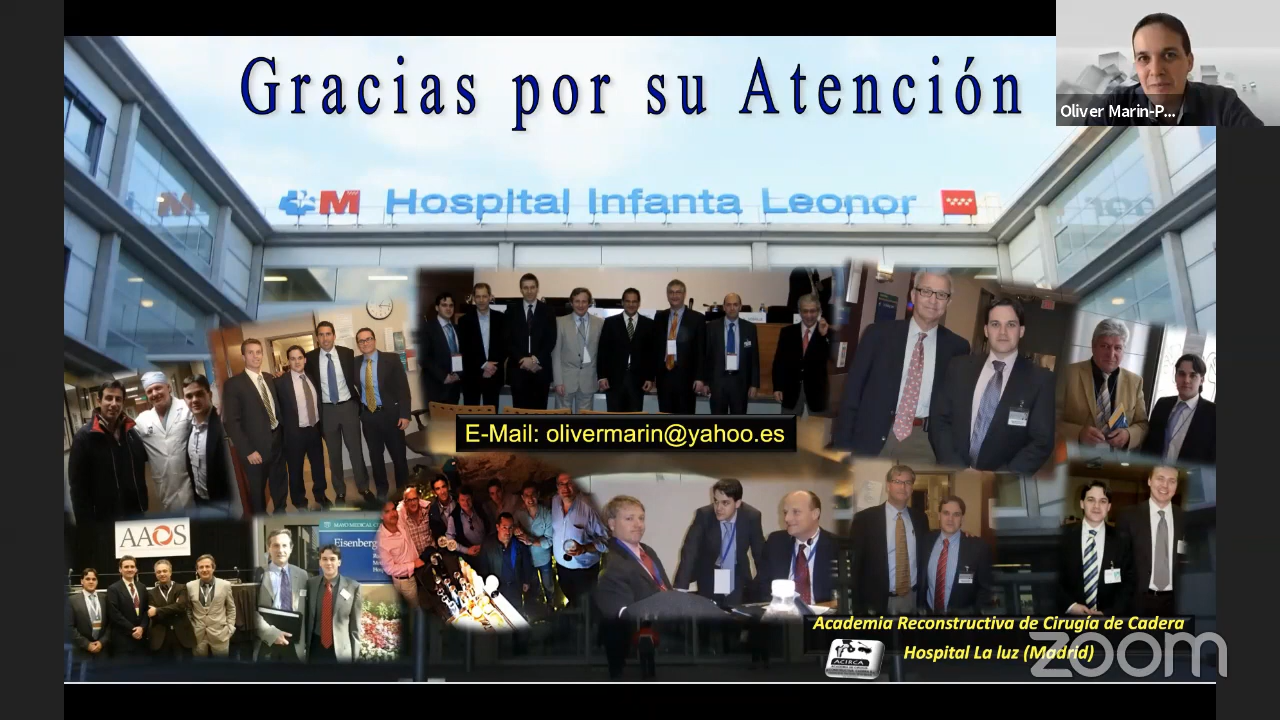 Gracias por su Atención
Oliver Marin-P...
M Hospital Infanta Leonor
E-Mail: olivermarin@yahoo.es
AAOS
Eisenberg
Academia Reconstructiva de Cirugía de Cadera
Hospital La luz (Madrid)
ACIRCA
zoom